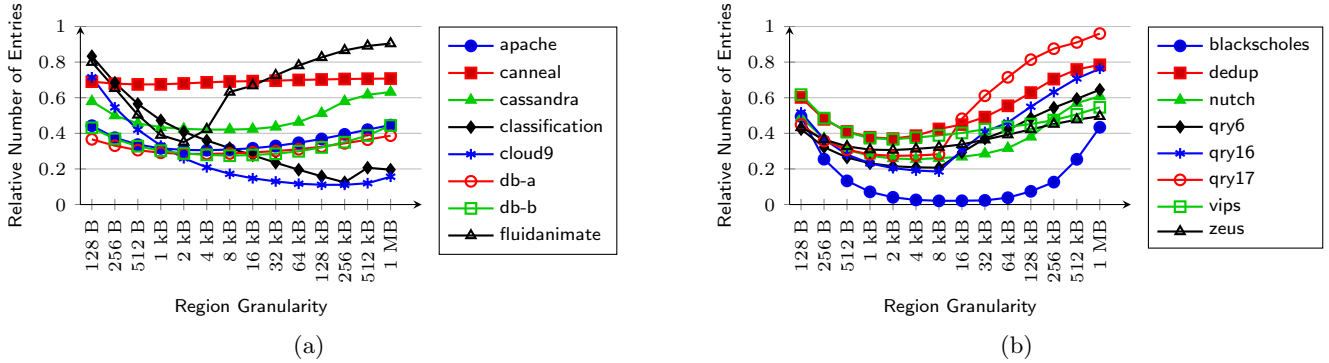 Relative Number of Entries
1
0.8
0.6
0.4
0.2
0
128 B
256 B
512 B
1 kB
2 kB
4 kB
8 kB
16 kB
32 kB
64 kB
128 kB
256 kB
512 kB
1 MB
Region Granularity
apache
canneal
cassandra
classification
cloud9
db-a
db-b
fluidanimate
(a)
Relative Number of Entries
1
0.8
0.6
0.4
0.2
0
128 B
256 B
512 B
1 kB
2 kB
4 kB
8 kB
16 kB
32 kB
64 kB
128 kB
256 kB
512 kB
1 MB
Region Granularity
blackscholes
dedup
nutch
qry6
qry16
qry17
vips
zeus
(b)